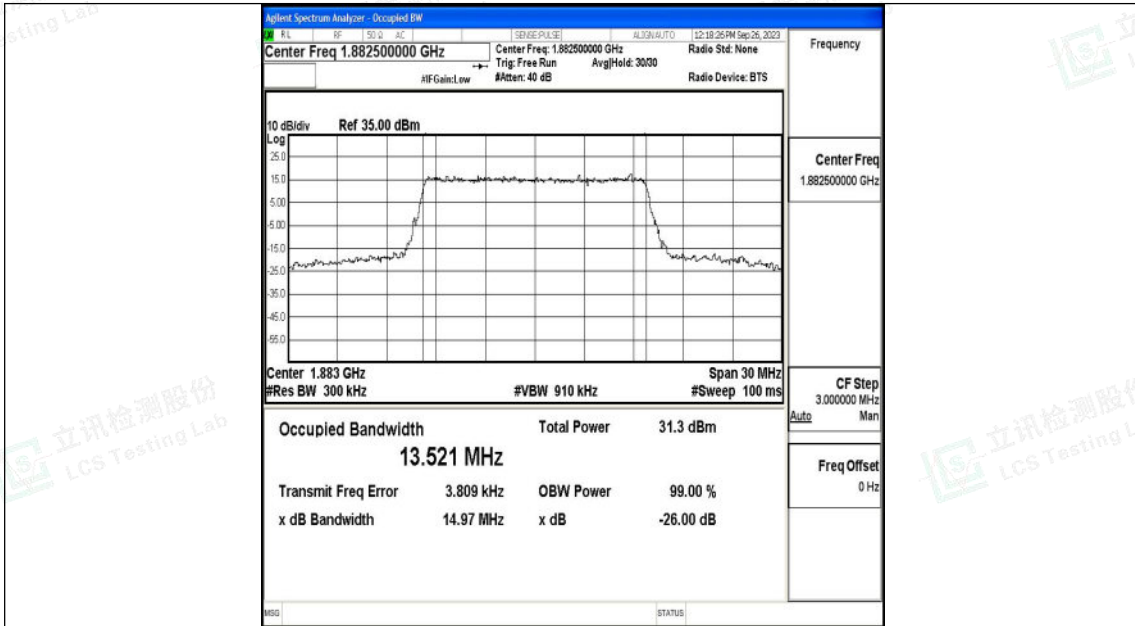 Agilent Spectrum Analyzer - Occupied BW
RL RF 50 Ω AC SENSE:PULSE ALIGNAUTO 12:18:26 PM Sep 26, 2023
Center Freq 1.882500000 GHz
Center Freq: 1.882500000 GHz
Radio Std: None
Trig: Free Run Avg|Hold: 30/30
#IFGain:Low #Atten: 40 dB Radio Device: BTS
Frequency
10 dB/div Ref 35.00 dBm
Log
25.0
15.0
5.00
-5.00
-15.0
-25.0
-35.0
-45.0
-55.0
Center 1.883 GHz Span 30 MHz
#Res BW 300 kHz #VBW 910 kHz #Sweep 100 ms
Occupied Bandwidth Total Power 31.3 dBm
13.521 MHz
Transmit Freq Error 3.809 kHz OBW Power 99.00 %
x dB Bandwidth 14.97 MHz x dB -26.00 dB
Center Freq
1.882500000 GHz
CF Step
3.000000 MHz
Auto Man
Freq Offset
0 Hz
MSG STATUS
立讯检测股份
LCS Testing Lab
立讯检测股份
LCS Testing L
sting Lab